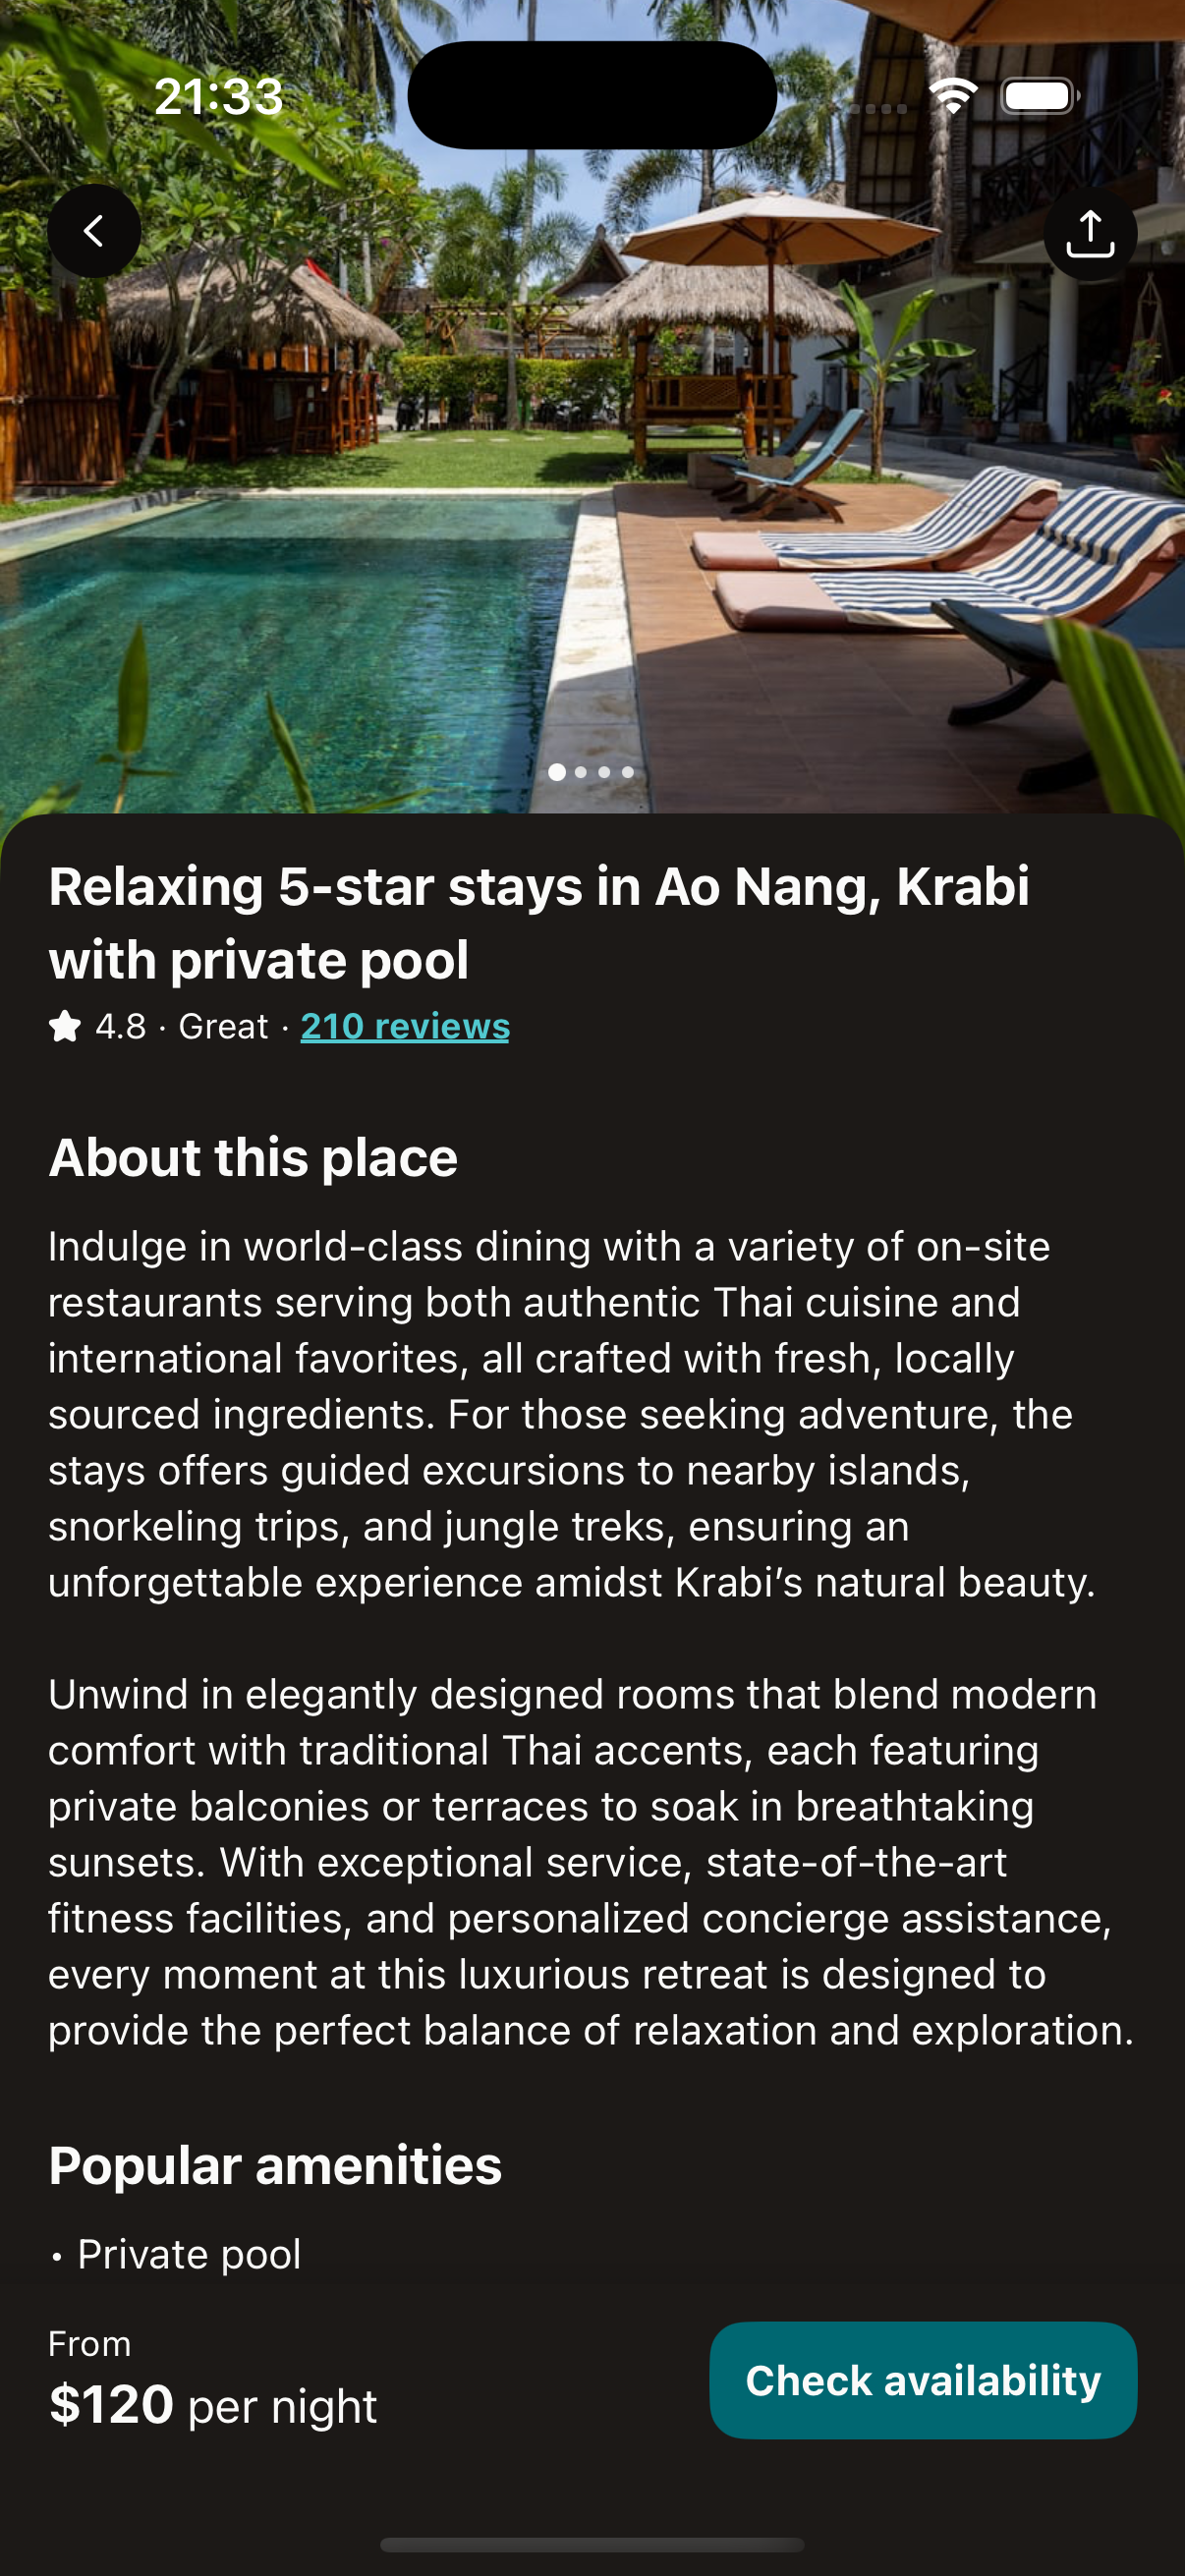 21:33
Relaxing 5-star stays in Ao Nang, Krabi
with private pool
4.8 · Great · 210 reviews
About this place
Indulge in world-class dining with a variety of on-site
restaurants serving both authentic Thai cuisine and
international favorites, all crafted with fresh, locally
sourced ingredients. For those seeking adventure, the
stays offers guided excursions to nearby islands,
snorkeling trips, and jungle treks, ensuring an
unforgettable experience amidst Krabi’s natural beauty.
Unwind in elegantly designed rooms that blend modern
comfort with traditional Thai accents, each featuring
private balconies or terraces to soak in breathtaking
sunsets. With exceptional service, state-of-the-art
fitness facilities, and personalized concierge assistance,
every moment at this luxurious retreat is designed to
provide the perfect balance of relaxation and exploration.
Popular amenities
• Private pool
From
$120 per night
Check availability